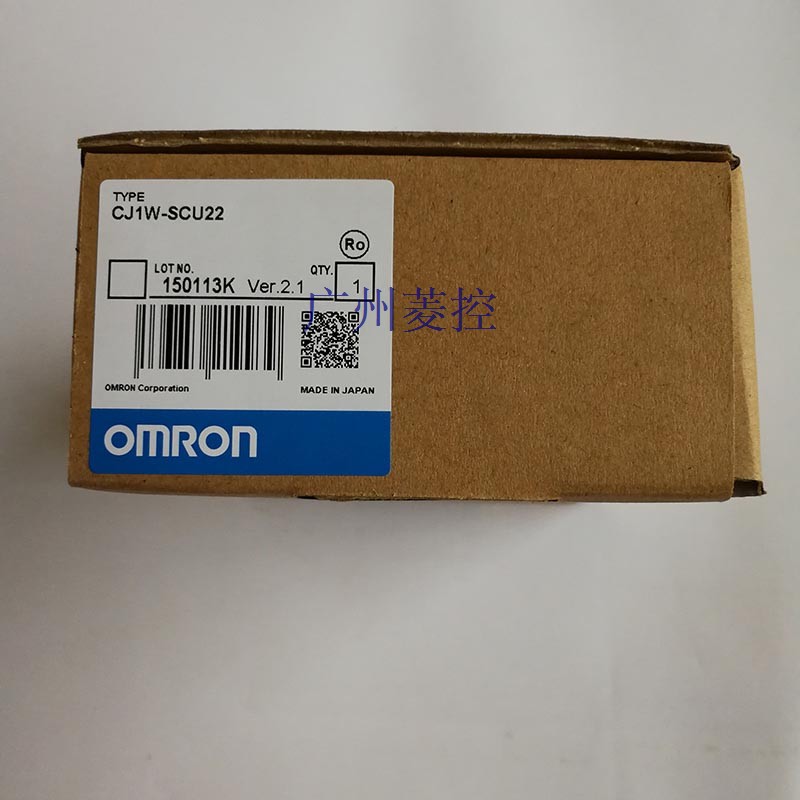 TYPE
CJ1W-SCU22
Ro
LOT NO. QTY.
150113K Ver.2.1 1
广州菱控
OMRON Corporation MADE IN JAPAN
OMRON